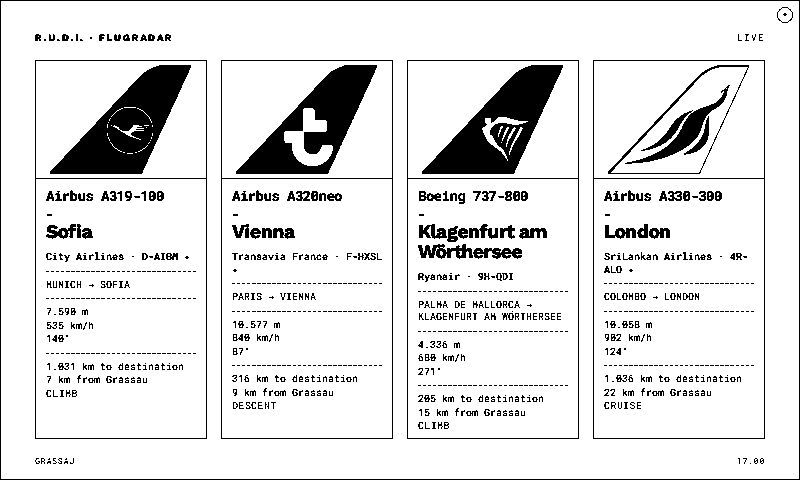 R.U.D.I. · FLUGRADAR
LIVE
Airbus A319-100
-
Sofia
City Airlines · D-AIBM ✦
MUNICH → SOFIA
7.590 m
535 km/h
140°
1.031 km to destination
7 km from Grassau
CLIMB
Airbus A320neo
-
Vienna
Transavia France · F-HXSL
✦
PARIS → VIENNA
10.577 m
840 km/h
87°
316 km to destination
9 km from Grassau
DESCENT
Boeing 737-800
-
Klagenfurt am
Wörthersee
Ryanair · 9H-QDI
PALMA DE MALLORCA →
KLAGENFURT AM WÖRTHERSEE
4.336 m
680 km/h
271°
205 km to destination
15 km from Grassau
CLIMB
Airbus A330-300
-
London
SriLankan Airlines · 4R-
ALO ✦
COLOMBO → LONDON
10.058 m
902 km/h
124°
1.036 km to destination
22 km from Grassau
CRUISE
GRASSAU
17.00